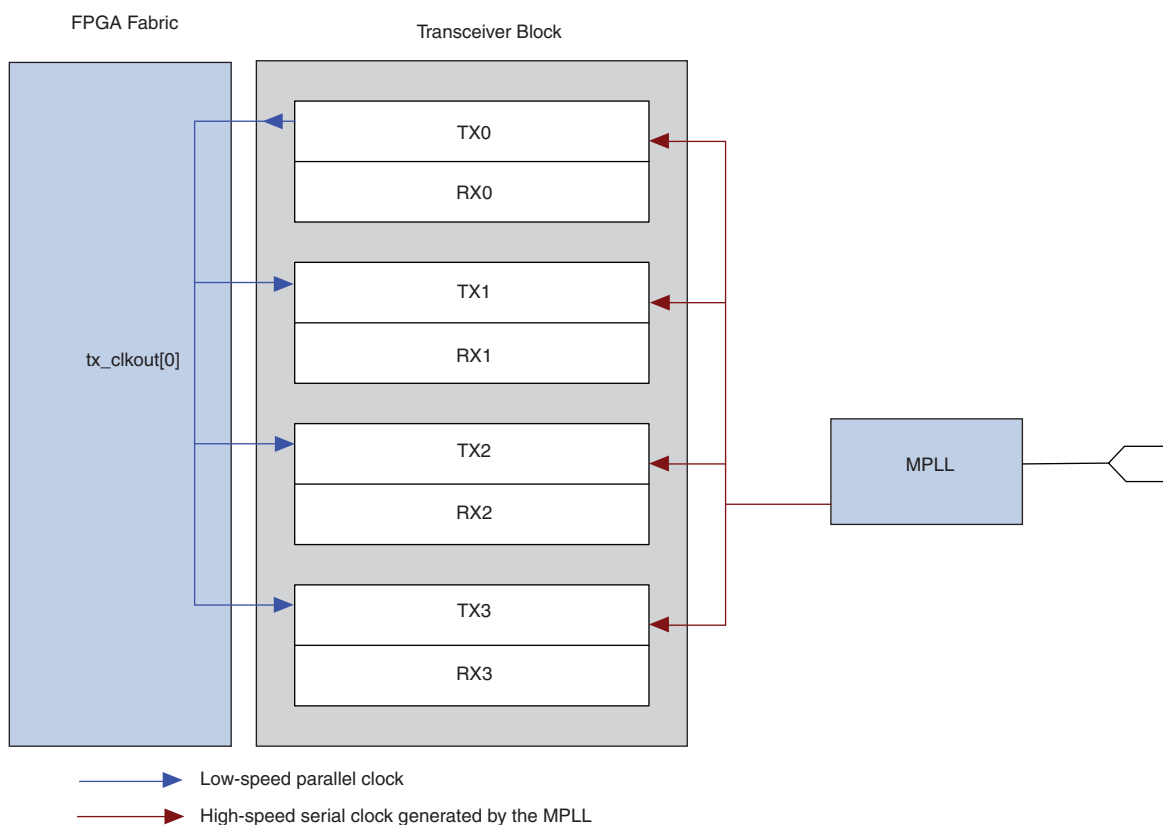 FPGA Fabric
Transceiver Block
TX0
RX0
TX1
RX1
tx_clkout[0]
TX2
RX2
MPLL
TX3
RX3
Low-speed parallel clock
High-speed serial clock generated by the MPLL